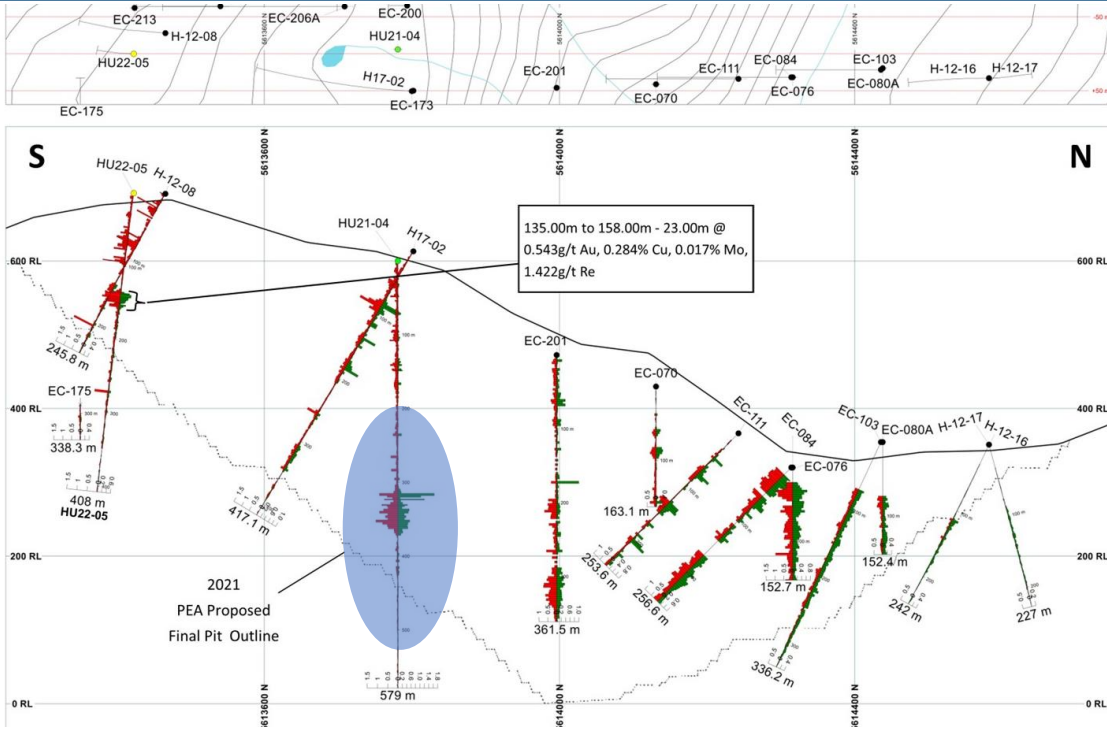 -50 m
EC-213
EC-206A
EC-200
H-12-08
HU22-05
HU21-04
H17-02
EC-175
EC-173
EC-201
EC-070
EC-111
EC-084
EC-076
EC-103
EC-080A
H-12-16
H-12-17
+50 m
5613600 N
5614000 N
5614400 N
S
N
5613600 N
5614000 N
5614400 N
HU22-05
H-12-08
HU21-04
H17-02
135.00m to 158.00m - 23.00m @
0.543g/t Au, 0.284% Cu, 0.017% Mo,
1.422g/t Re
600 RL
600 RL
245.8 m
EC-175
338.3 m
408 m
HU22-05
417.1 m
EC-201
EC-070
EC-111
EC-084
EC-076
EC-103
EC-080A
H-12-17
H-12-16
400 RL
400 RL
163.1 m
253.6 m
256.6 m
152.7 m
152.4 m
242 m
227 m
200 RL
200 RL
2021
PEA Proposed
Final Pit Outline
361.5 m
336.2 m
579 m
0 RL
0 RL
5613600 N
5614000 N
5614400 N